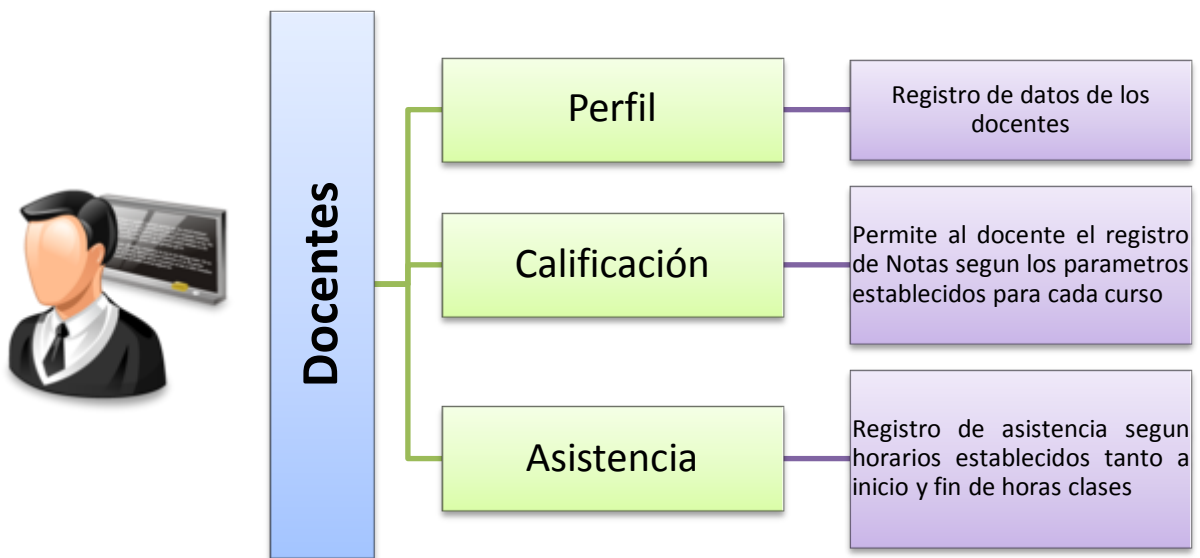 Docentes
Perfil
Registro de datos de los
docentes
Calificación
Permite al docente el registro
de Notas segun los parametros
establecidos para cada curso
Asistencia
Registro de asistencia segun
horarios establecidos tanto a
inicio y fin de horas clases